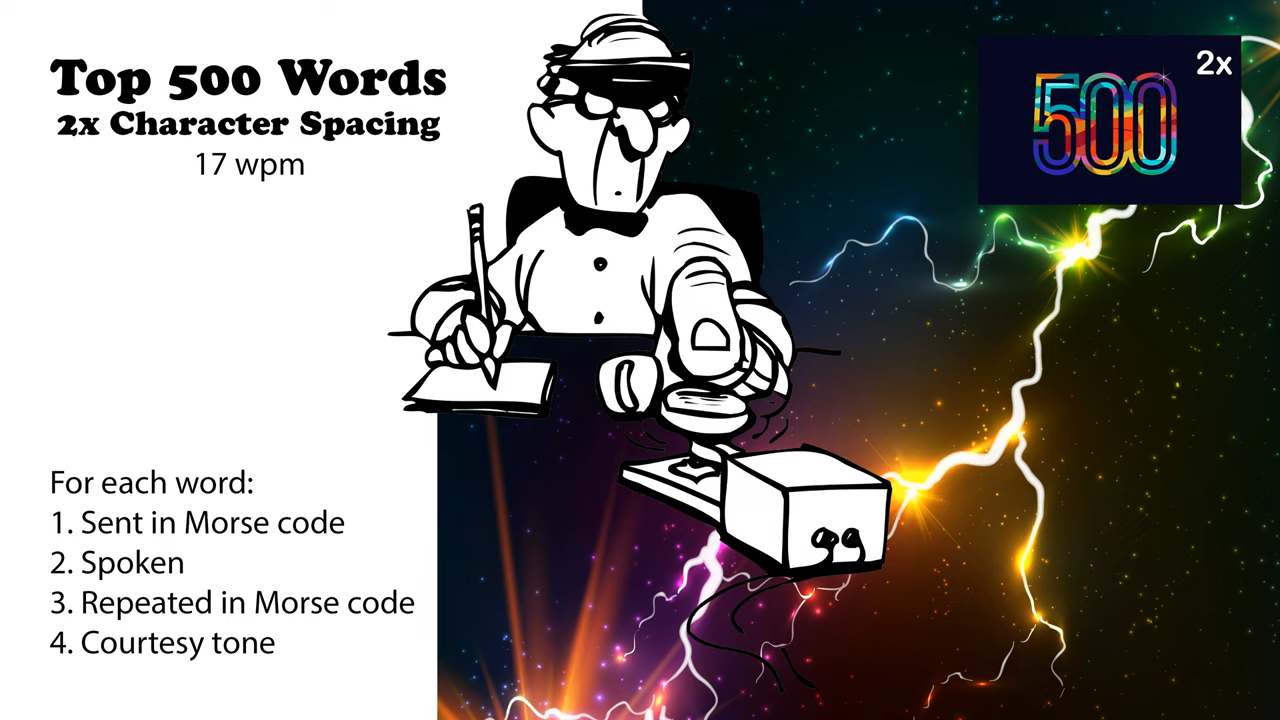 Top 500 Words
2x Character Spacing
17 wpm
2x
500
For each word:
1. Sent in Morse code
2. Spoken
3. Repeated in Morse code
4. Courtesy tone